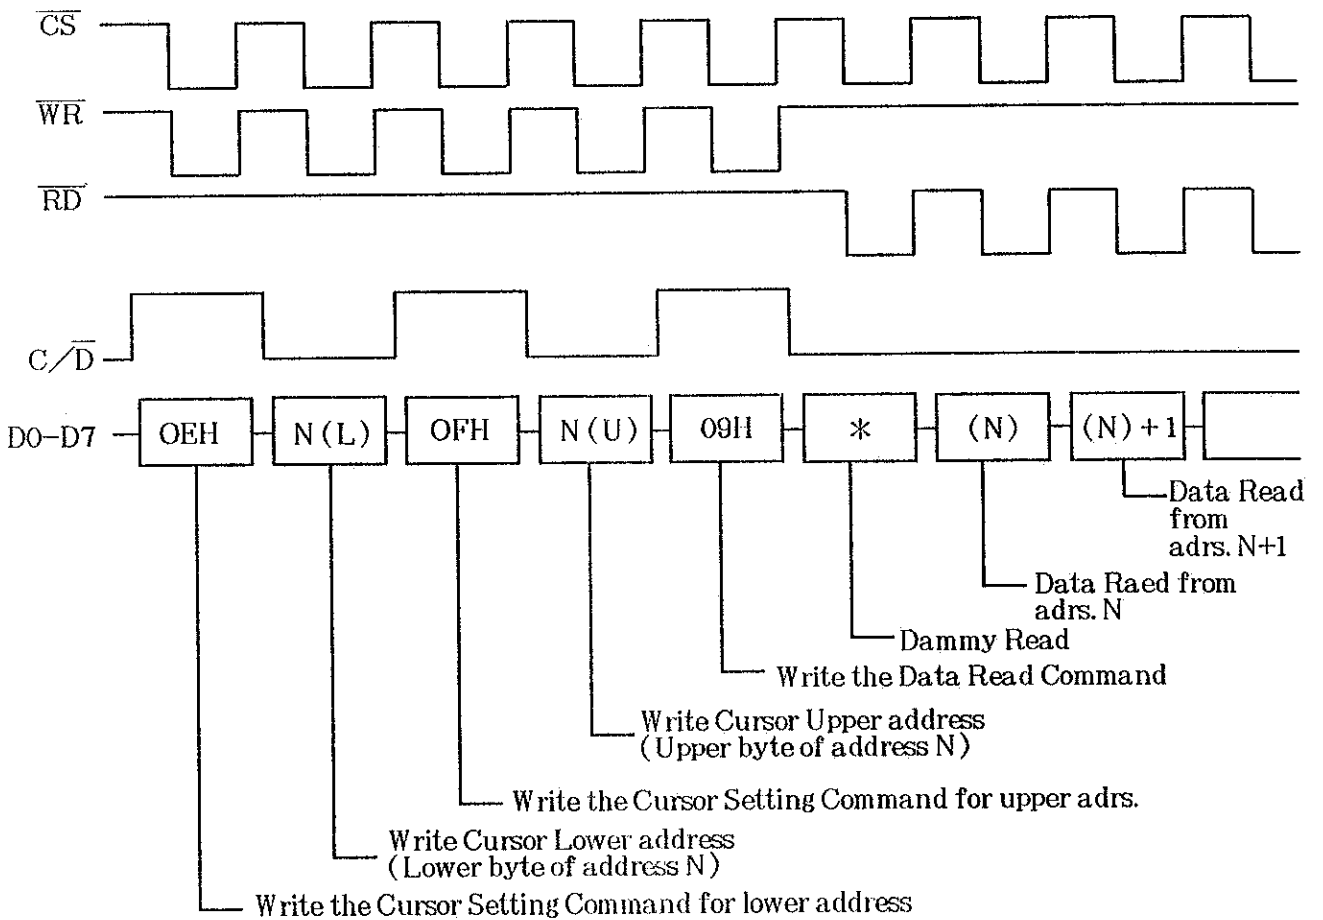 CS
WR
RD
C/D
D0-D7 OEH N(L) OFH N(U) 09H * (N) (N)+1
Data Read
from
adrs. N+1
Data Raed from
adrs. N
Dammy Read
Write the Data Read Command
Write Cursor Upper address
(Upper byte of address N)
Write the Cursor Setting Command for upper adrs.
Write Cursor Lower address
(Lower byte of address N)
Write the Cursor Setting Command for lower address